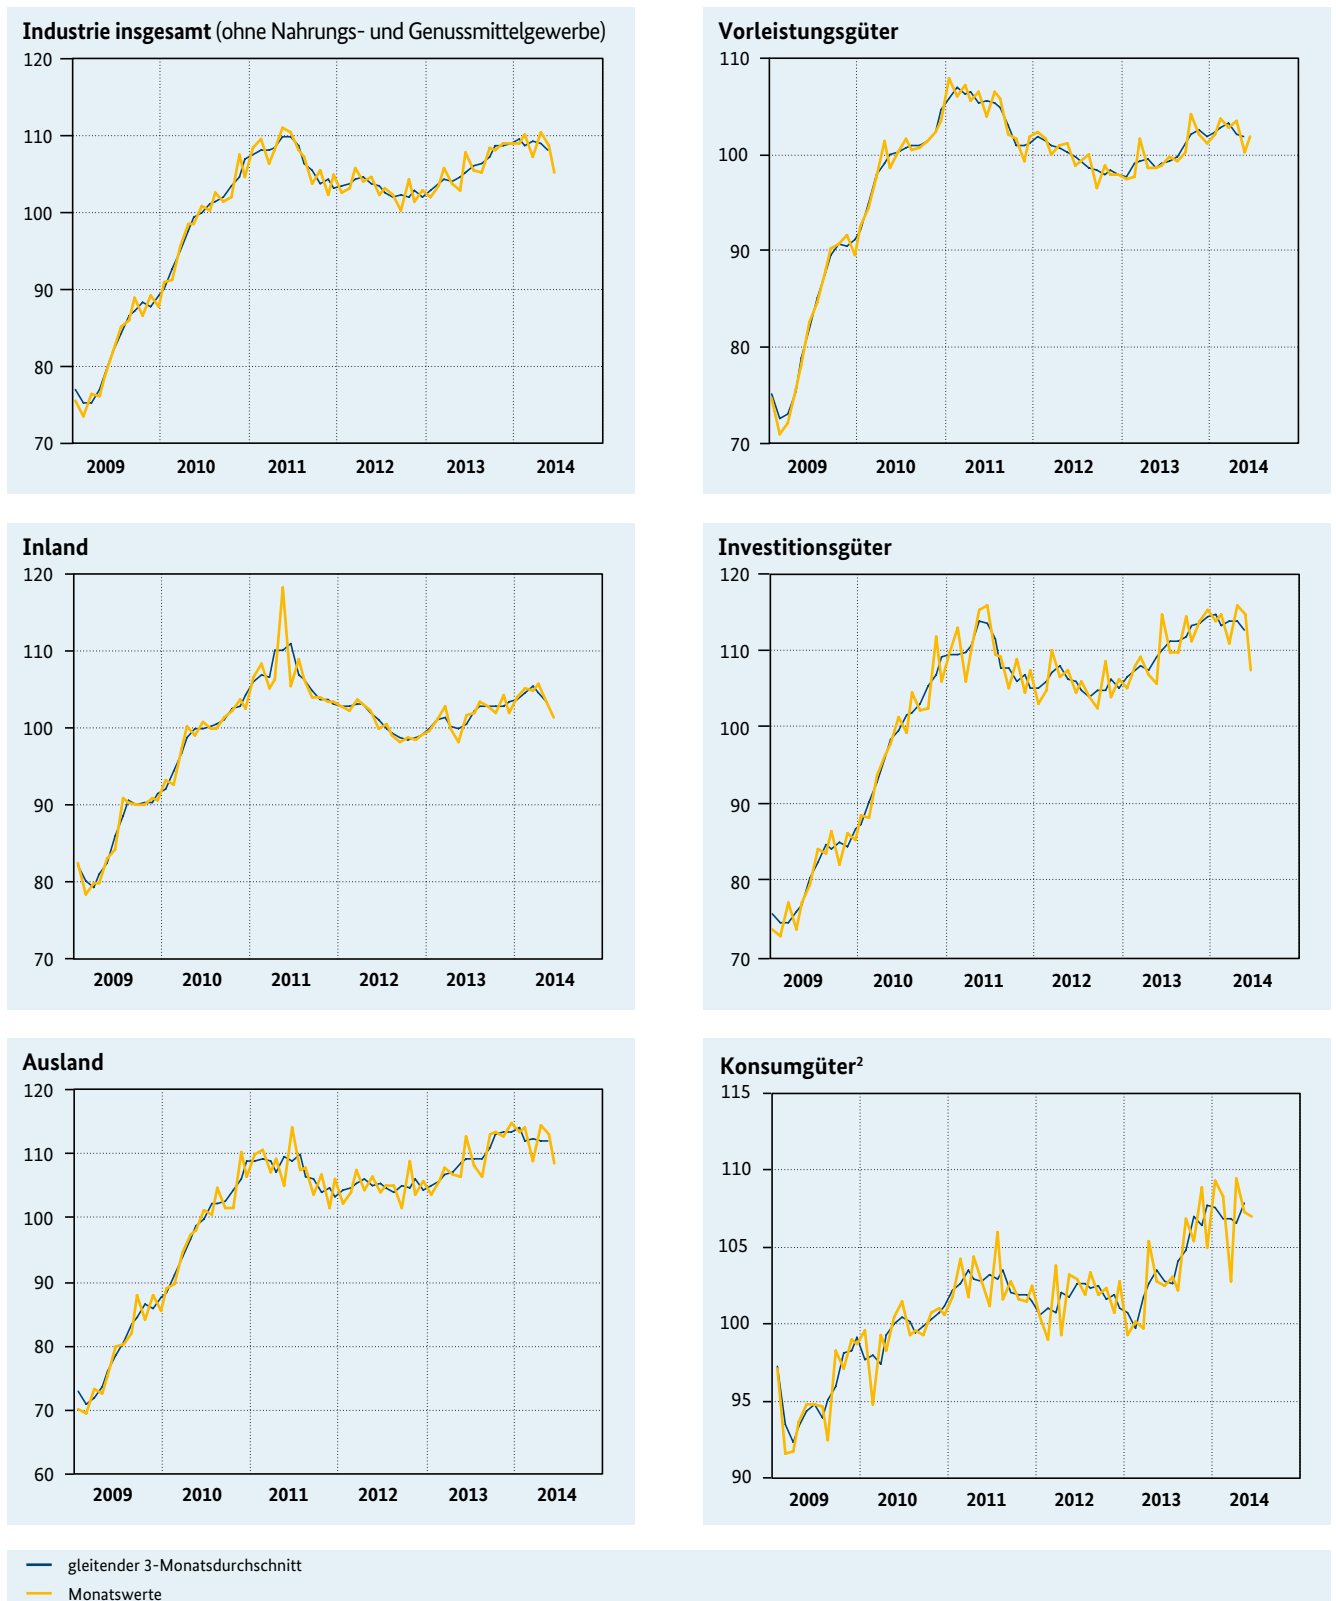 Industrie insgesamt (ohne Nahrungs- und Genussmittelgewerbe)
120
110
100
90
80
70
2009 2010 2011 2012 2013 2014
Vorleistungsgüter
110
100
90
80
70
2009 2010 2011 2012 2013 2014
Inland
120
110
100
90
80
70
2009 2010 2011 2012 2013 2014
Investitionsgüter
120
110
100
90
80
70
2009 2010 2011 2012 2013 2014
Ausland
120
110
100
90
80
70
60
2009 2010 2011 2012 2013 2014
Konsumgüter²
115
110
105
100
95
90
2009 2010 2011 2012 2013 2014
gleitender 3-Monatsdurchschnitt
Monatswerte